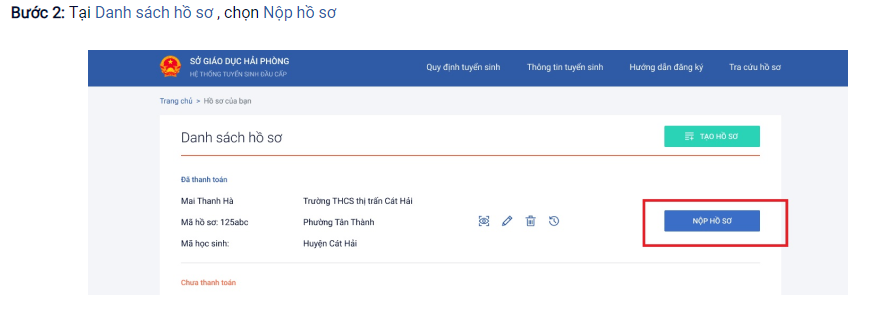 Bước 2: Tại Danh sách hồ sơ , chọn Nộp hồ sơ
SỞ GIÁO DỤC HẢI PHÒNG
HỆ THỐNG TUYỂN SINH ĐẦU CẤP
Quy định tuyển sinh Thông tin tuyển sinh Hướng dẫn đăng ký Tra cứu hồ sơ
Trang chủ > Hồ sơ của bạn
Danh sách hồ sơ
TẠO HỒ SƠ
Đã thanh toán
Mai Thanh Hà Trường THCS thị trấn Cát Hải
Mã hồ sơ: 125abc Phường Tân Thành
NỘP HỒ SƠ
Mã học sinh: Huyện Cát Hải
Chưa thanh toán